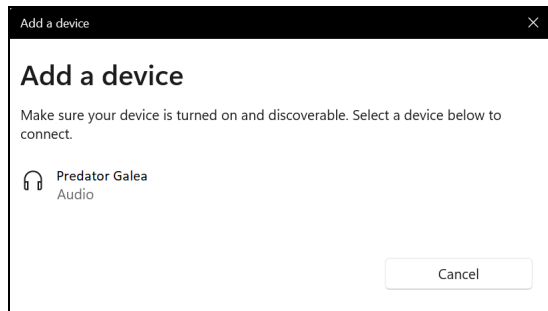 Add a device
Add a device
Make sure your device is turned on and discoverable. Select a device below to
connect.
Predator Galea
Audio
Cancel